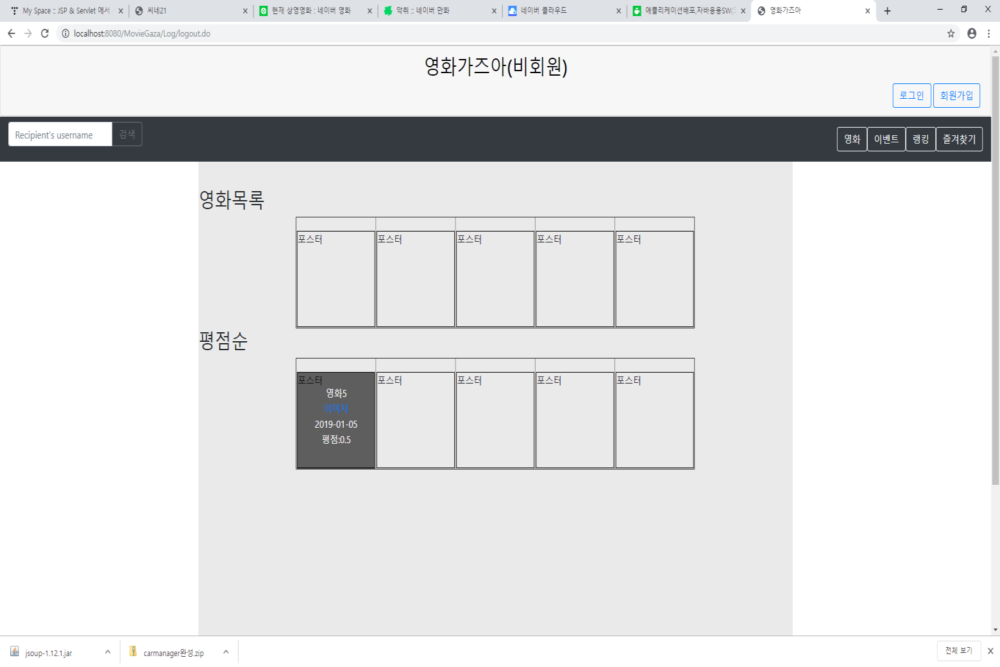 My Space :: JSP & Servlet 에서
씨네21
현재 상영영화 : 네이버 영화
악취 :: 네이버 만화
네이버 클라우드
애플리케이션배포,자바응용SW(
영화가즈아
localhost:8080/MovieGaza/Log/logout.do
영화가즈아(비회원)
로그인 회원가입
Recipient's username 검색
영화 이벤트 랭킹 즐겨찾기
영화목록
포스터 포스터 포스터 포스터 포스터
평점순
포스터 포스터 포스터 포스터 포스터
영화5
이미지
2019-01-05
평점:0.5
jsoup-1.12.1.jar
carmanager완성.zip
전체 보기